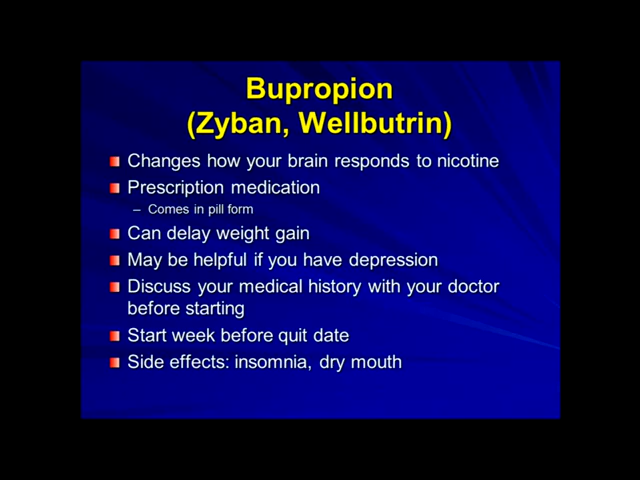 Bupropion
(Zyban, Wellbutrin)
Changes how your brain responds to nicotine
Prescription medication
– Comes in pill form
Can delay weight gain
May be helpful if you have depression
Discuss your medical history with your doctor
before starting
Start week before quit date
Side effects: insomnia, dry mouth